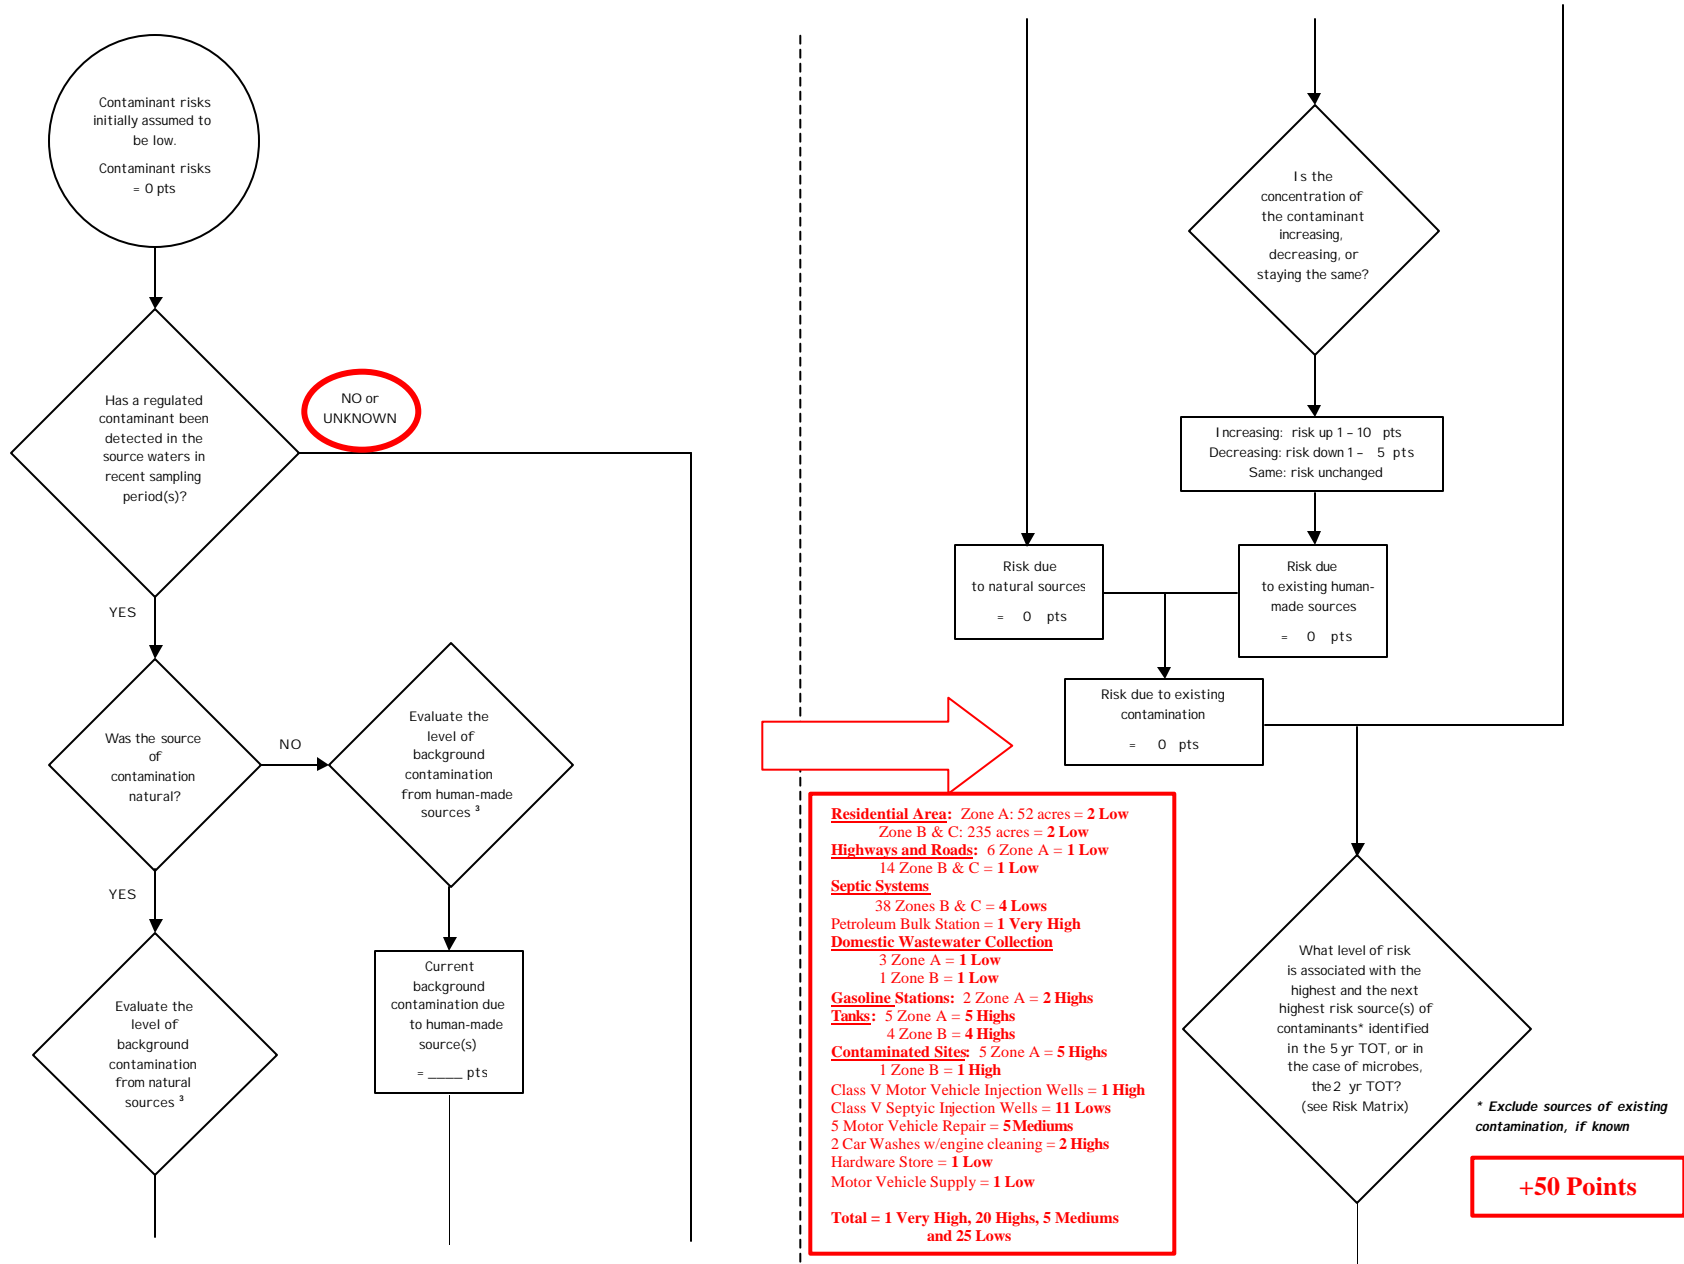 Contaminant risks
initially assumed to
be low.
Contaminant risks
= 0 pts
Has a regulated
contaminant been
detected in the
source waters in
recent sampling
period(s)?
NO or
UNKNOWN
YES
Was the source
of
contamination
natural?
NO
Evaluate the
level of
background
contamination
from human-made
sources ³
YES
Evaluate the
level of
background
contamination
from natural
sources ³
Current
background
contamination due
to human-made
source(s)
= ____ pts
Is the
concentration of
the contaminant
increasing,
decreasing, or
staying the same?
Increasing: risk up 1 – 10 pts
Decreasing: risk down 1 – 5 pts
Same: risk unchanged
Risk due
to natural sources
= 0 pts
Risk due
to existing human-
made sources
= 0 pts
Risk due to existing
contamination
= 0 pts
Residential Area: Zone A: 52 acres = 2 Low
Zone B & C: 235 acres = 2 Low
Highways and Roads: 6 Zone A = 1 Low
14 Zone B & C = 1 Low
Septic Systems
38 Zones B & C = 4 Lows
Petroleum Bulk Station = 1 Very High
Domestic Wastewater Collection
3 Zone A = 1 Low
1 Zone B = 1 Low
Gasoline Stations: 2 Zone A = 2 Highs
Tanks: 5 Zone A = 5 Highs
4 Zone B = 4 Highs
Contaminated Sites: 5 Zone A = 5 Highs
1 Zone B = 1 High
Class V Motor Vehicle Injection Wells = 1 High
Class V Septyic Injection Wells = 11 Lows
5 Motor Vehicle Repair = 5 Mediums
2 Car Washes w/engine cleaning = 2 Highs
Hardware Store = 1 Low
Motor Vehicle Supply = 1 Low
Total = 1 Very High, 20 Highs, 5 Mediums
and 25 Lows
What level of risk
is associated with the
highest and the next
highest risk source(s) of
contaminants* identified
in the 5 yr TOT, or in
the case of microbes,
the 2 yr TOT?
(see Risk Matrix)
* Exclude sources of existing
contamination, if known
+50 Points